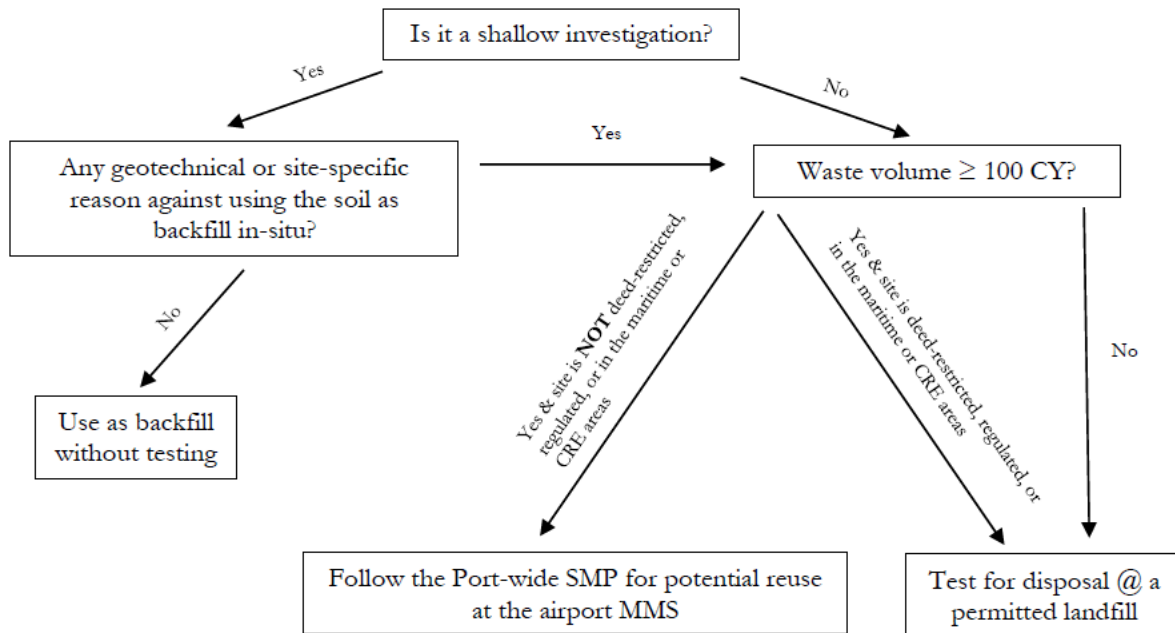 Is it a shallow investigation?
Yes
No
Any geotechnical or site-specific
reason against using the soil as
backfill in-situ?
Yes
Waste volume ≥ 100 CY?
No
Yes & site is NOT deed-restricted,
regulated, or in the maritime or
CRE areas
Yes & site is deed-restricted, regulated, or
in the maritime or CRE areas
No
Use as backfill
without testing
Follow the Port-wide SMP for potential reuse
at the airport MMS
Test for disposal @ a
permitted landfill